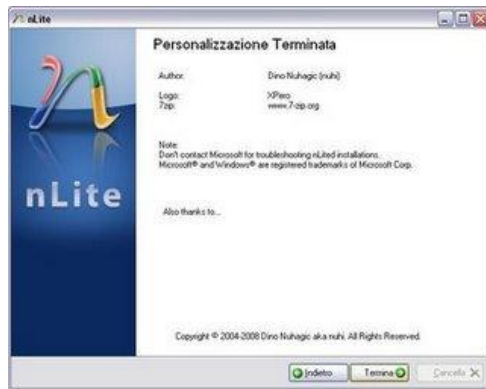 nLite
Personalizzazione Terminata
Author: Dino Nuhagic (nuhi)
Logo: XPero
7zip: www.7-zip.org
Note:
Don't contact Microsoft for troubleshooting nLited installations.
Microsoft® and Windows® are registered trademarks of Microsoft Corp.
nLite
Also thanks to...
Copyright © 2004-2008 Dino Nuhagic aka nuhi. All Rights Reserved.
Indietro Termina Cancella